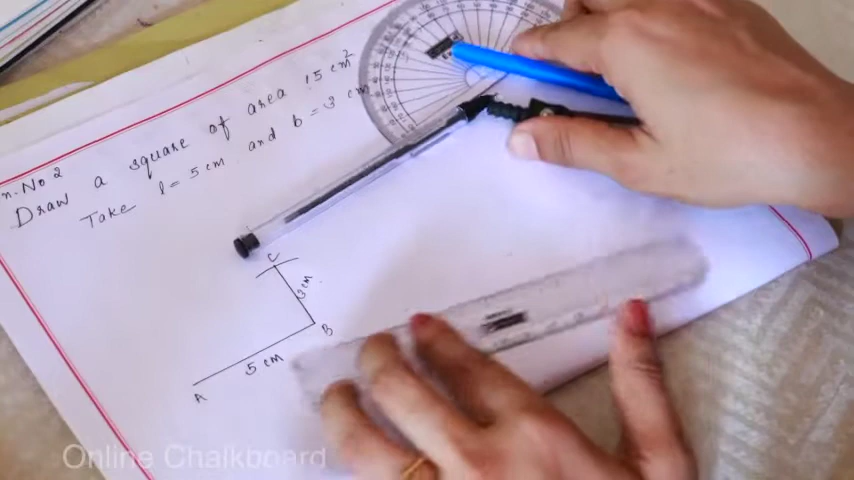 n. No 2
Draw a square of area 15 cm²
Take l = 5 cm and b = 3 cm
C
3 cm
B
5 cm
A
Online Chalkboard